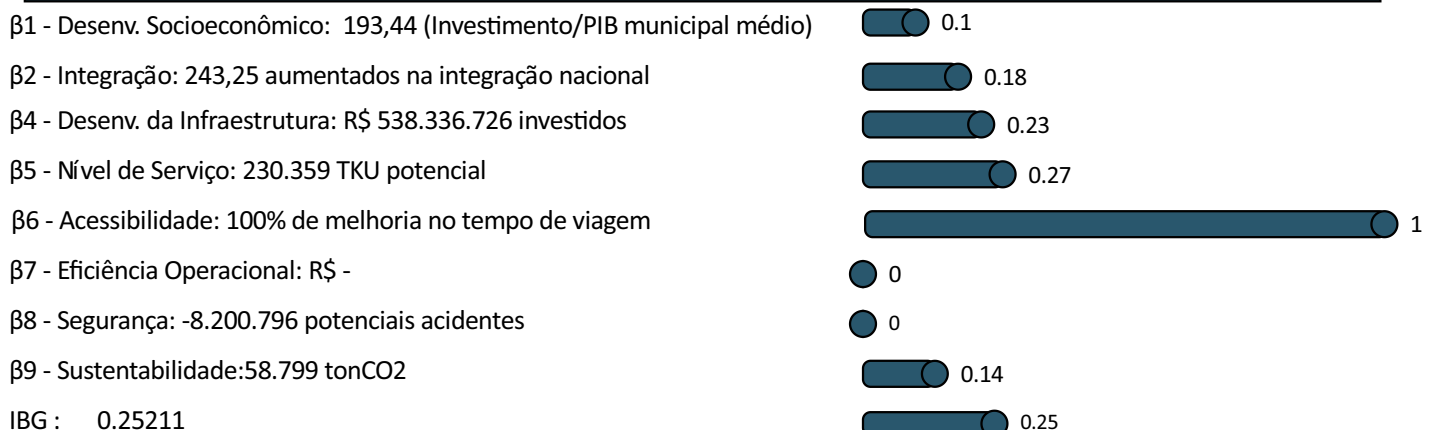 β1 - Desenv. Socioeconômico: 193,44 (Investimento/PIB municipal médio) 0.1
β2 - Integração: 243,25 aumentados na integração nacional 0.18
β4 - Desenv. da Infraestrutura: R$ 538.336.726 investidos 0.23
β5 - Nível de Serviço: 230.359 TKU potencial 0.27
β6 - Acessibilidade: 100% de melhoria no tempo de viagem 1
β7 - Eficiência Operacional: R$ - 0
β8 - Segurança: -8.200.796 potenciais acidentes 0
β9 - Sustentabilidade:58.799 tonCO2 0.14
IBG : 0.25211 0.25